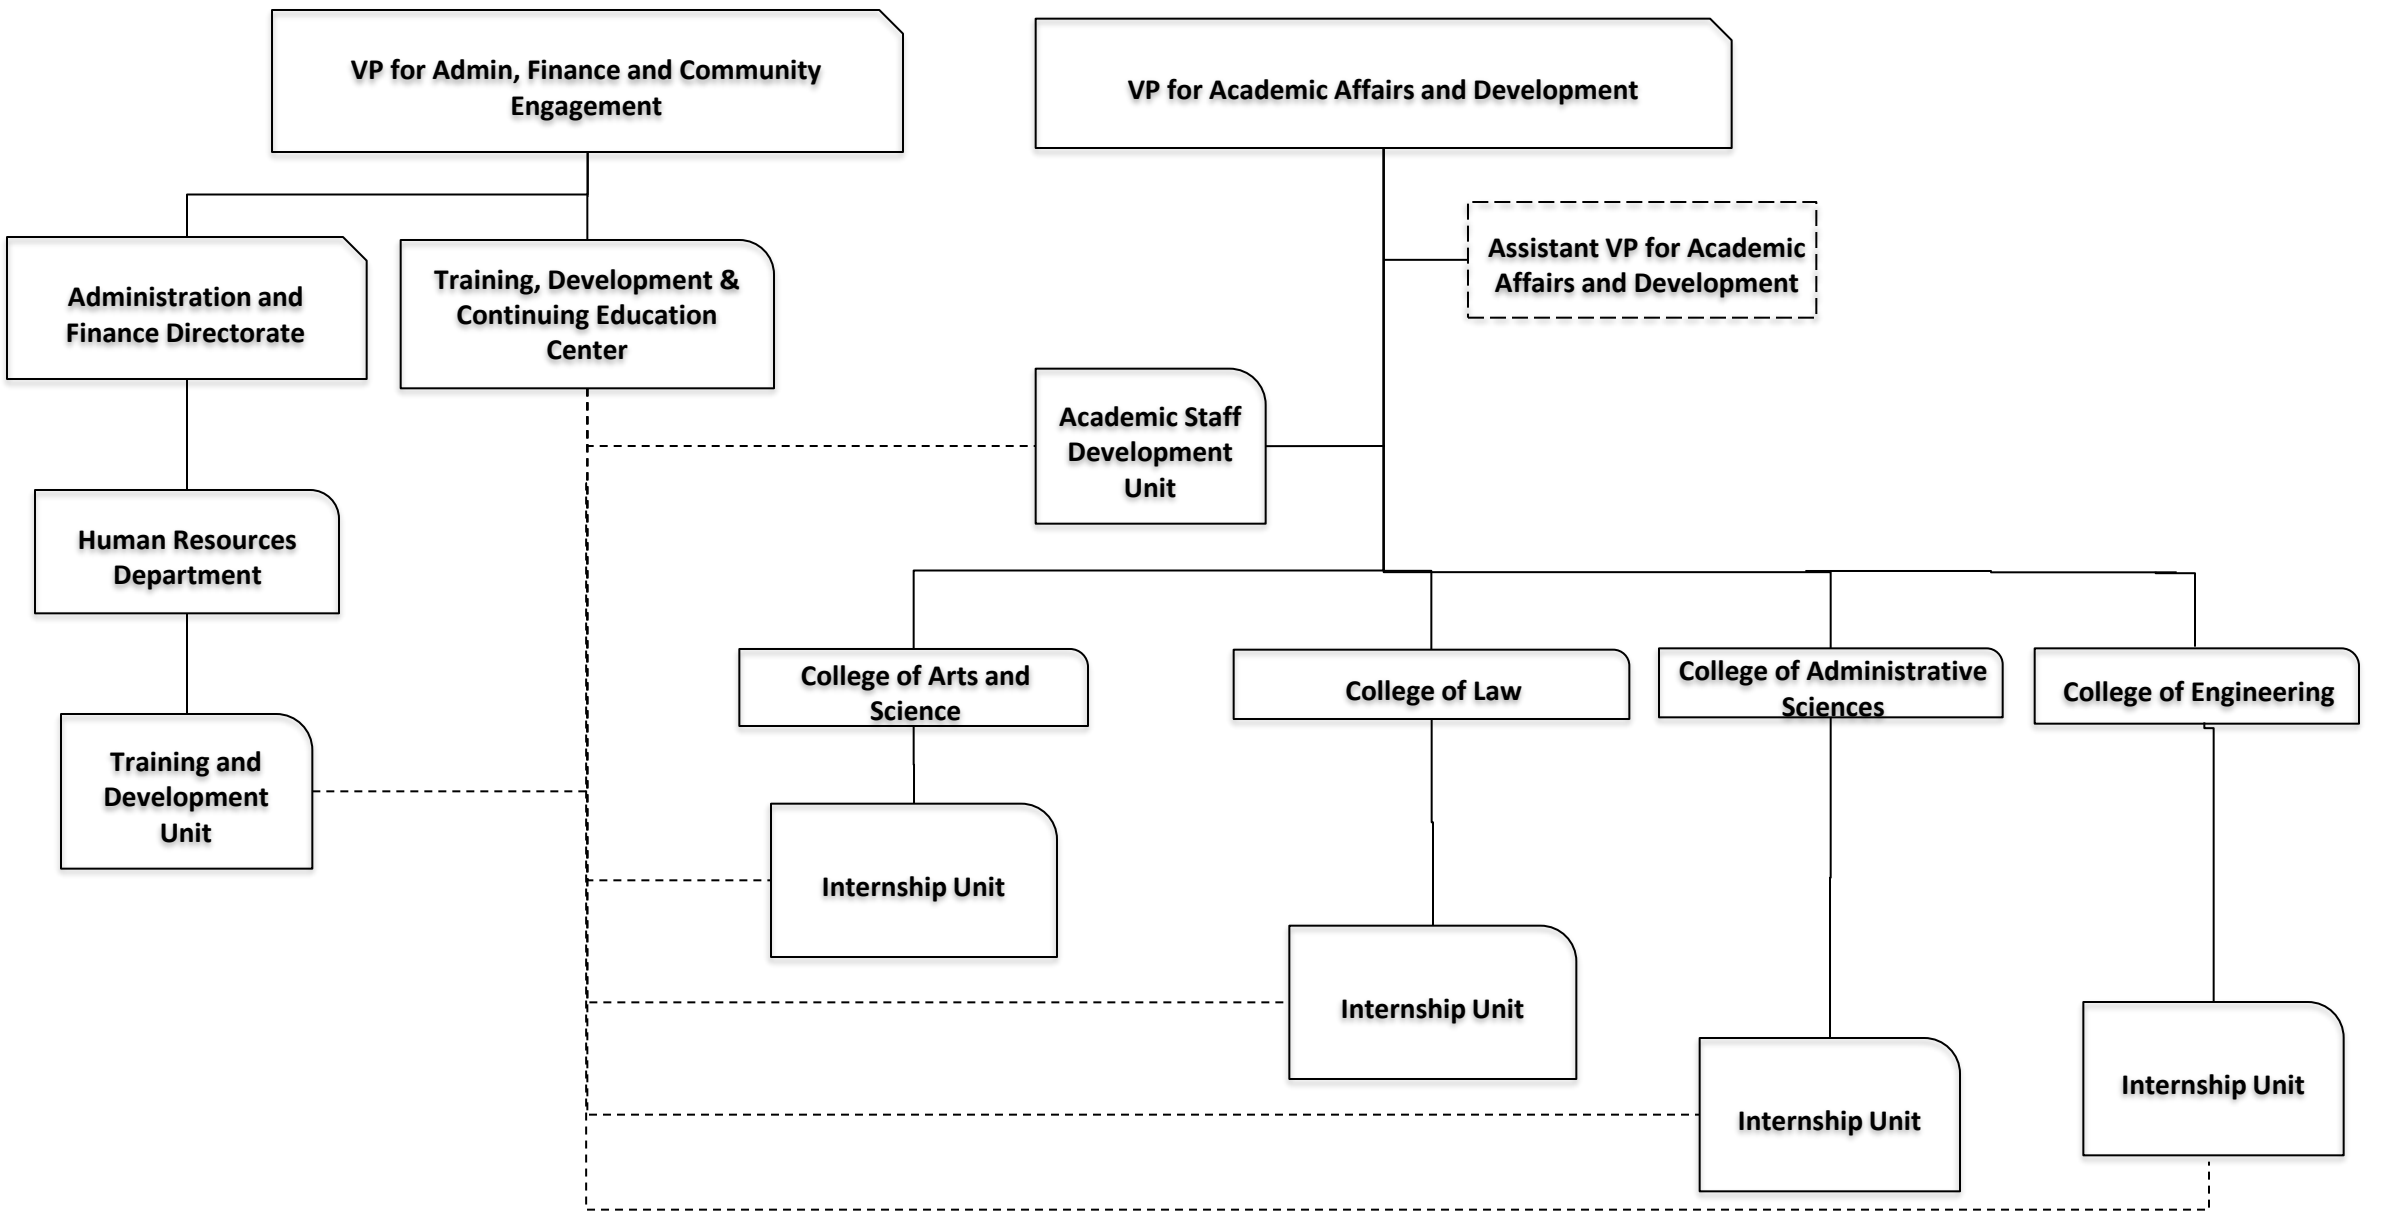 VP for Admin, Finance and Community
Engagement
VP for Academic Affairs and Development
Assistant VP for Academic
Affairs and Development
Administration and
Finance Directorate
Training, Development &
Continuing Education
Center
Academic Staff
Development
Unit
Human Resources
Department
College of Arts and
Science
College of Law
College of Administrative
Sciences
College of Engineering
Training and
Development
Unit
Internship Unit
Internship Unit
Internship Unit
Internship Unit